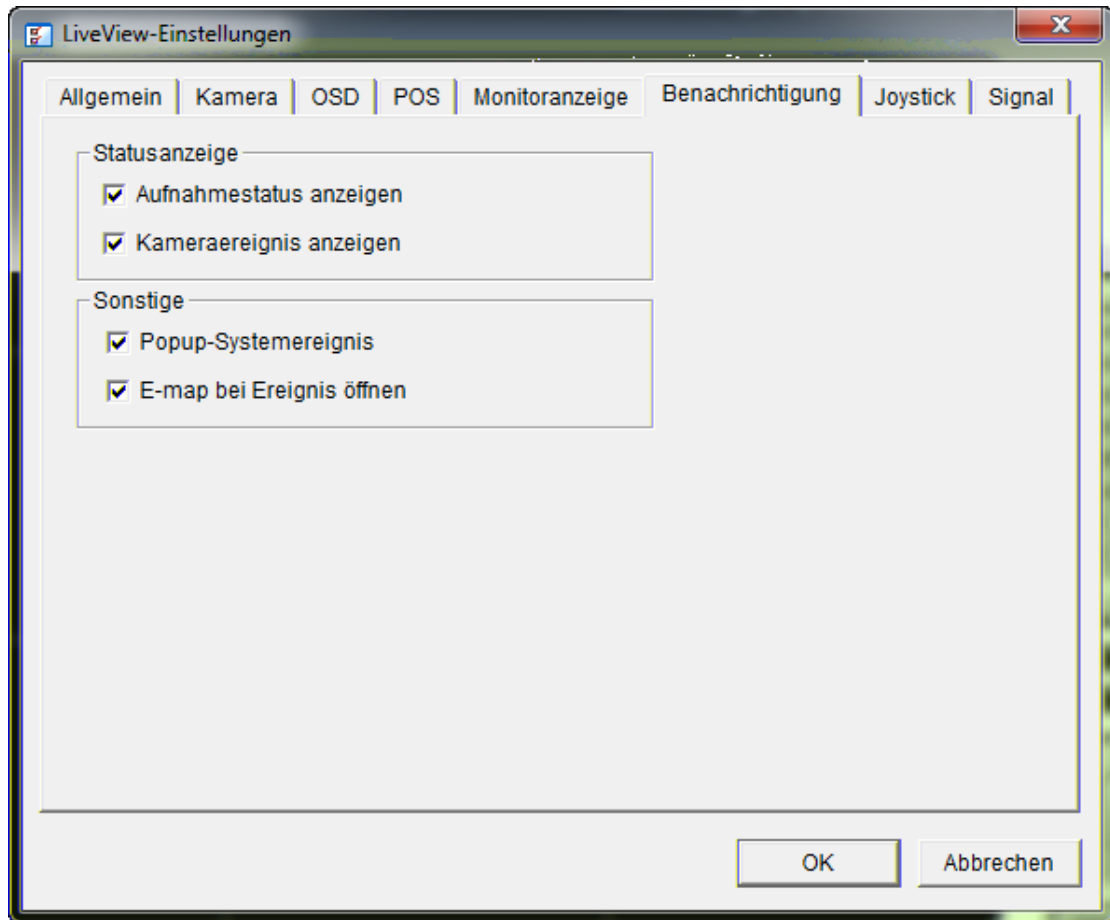 LiveView-Einstellungen
Allgemein Kamera OSD POS Monitoranzeige Benachrichtigung Joystick Signal
Statusanzeige
Aufnahmestatus anzeigen
Kameraereignis anzeigen
Sonstige
Popup-Systemereignis
E-map bei Ereignis öffnen
OK Abbrechen